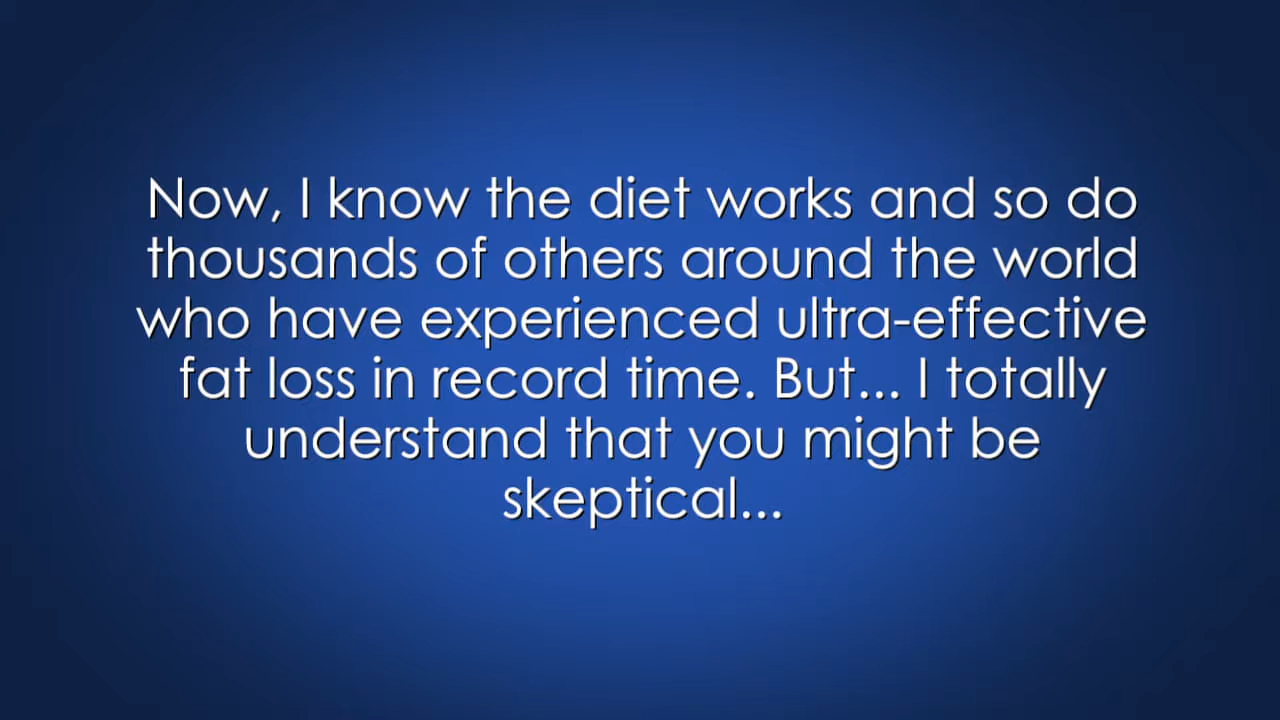 Now, I know the diet works and so do
thousands of others around the world
who have experienced ultra-effective
fat loss in record time. But... I totally
understand that you might be
skeptical...